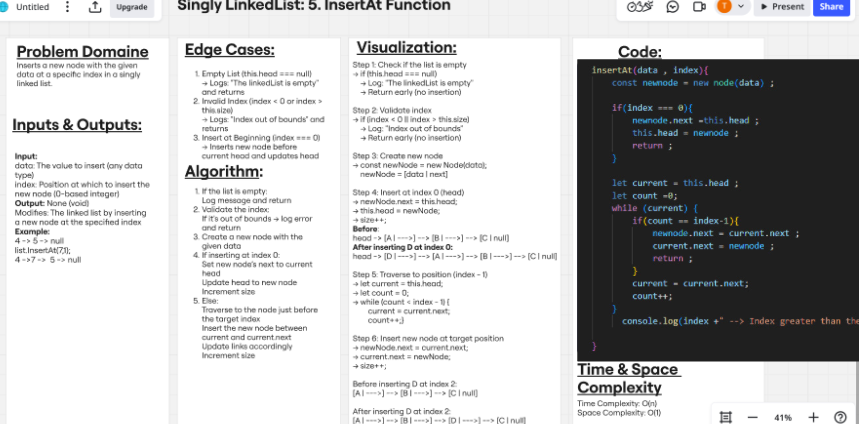 Untitled
Upgrade
Singly LinkedList: 5. InsertAt Function
T
Present
Share
Problem Domaine
Inserts a new node with the given
data at a specific index in a singly
linked list.
Inputs & Outputs:
Input:
data: The value to insert (any data
type)
index: Position at which to insert the
new node (0-based integer)
Output: None (void)
Modifies: The linked list by inserting
a new node at the specified index
Example:
4 -> 5 -> null
list.InsertAt(7,1);
4 ->7 -> 5 -> null
Edge Cases:
1. Empty List (this.head === null)
→ Logs: "The linkedList is empty"
and returns
2. Invalid Index (index < 0 or index >
this.size)
→ Logs: "Index out of bounds" and
returns
3. Insert at Beginning (index === 0)
→ Inserts new node before
current head and updates head
Algorithm:
1. If the list is empty:
Log message and return
2. Validate the index:
If it's out of bounds → log error
and return
3. Create a new node with the
given data
4. If inserting at index 0:
Set new node's next to current
head
Update head to new node
Increment size
5. Else:
Traverse to the node just before
the target index
Insert the new node between
current and current.next
Update links accordingly
Increment size
Visualization:
Step 1: Check if the list is empty
→ if (this.head === null)
→ Log: "The linkedList is empty"
→ Return early (no insertion)
Step 2: Validate index
→ if (index < 0 || index > this.size)
→ Log: "Index out of bounds"
→ Return early (no insertion)
Step 3: Create new node
→ const newNode = new Node(data);
newNode = [data | next]
Step 4: Insert at index 0 (head)
→ newNode.next = this.head;
→ this.head = newNode;
→ size++;
Before:
head -> [A | --->] --> [B | --->] --> [C | null]
After inserting D at index 0:
head -> [D | --->] --> [A | --->] --> [B | --->] --> [C | null]
Step 5: Traverse to position (index - 1)
→ let current = this.head;
→ let count = 0;
→ while (count < index - 1) {
current = current.next;
count++;}
Step 6: Insert new node at target position
→ newNode.next = current.next;
→ current.next = newNode;
→ size++;
Before inserting D at index 2:
[A | --->] --> [B | --->] --> [C | null]
After inserting D at index 2:
[A | --->] --> [B | --->] --> [D | --->] --> [C | null]
Code:
insertAt(data , index){
const newnode = new node(data) ;
if(index === 0){
newnode.next =this.head ;
this.head = newnode ;
return ;
}
let current = this.head ;
let count =0;
while (current) {
if(count == index-1){
newnode.next = current.next ;
current.next = newnode ;
return ;
}
current = current.next;
count++;
}
console.log(index +" --> Index greater than the
}
Time & Space
Complexity
Time Complexity: O(n)
Space Complexity: O(1)
41%